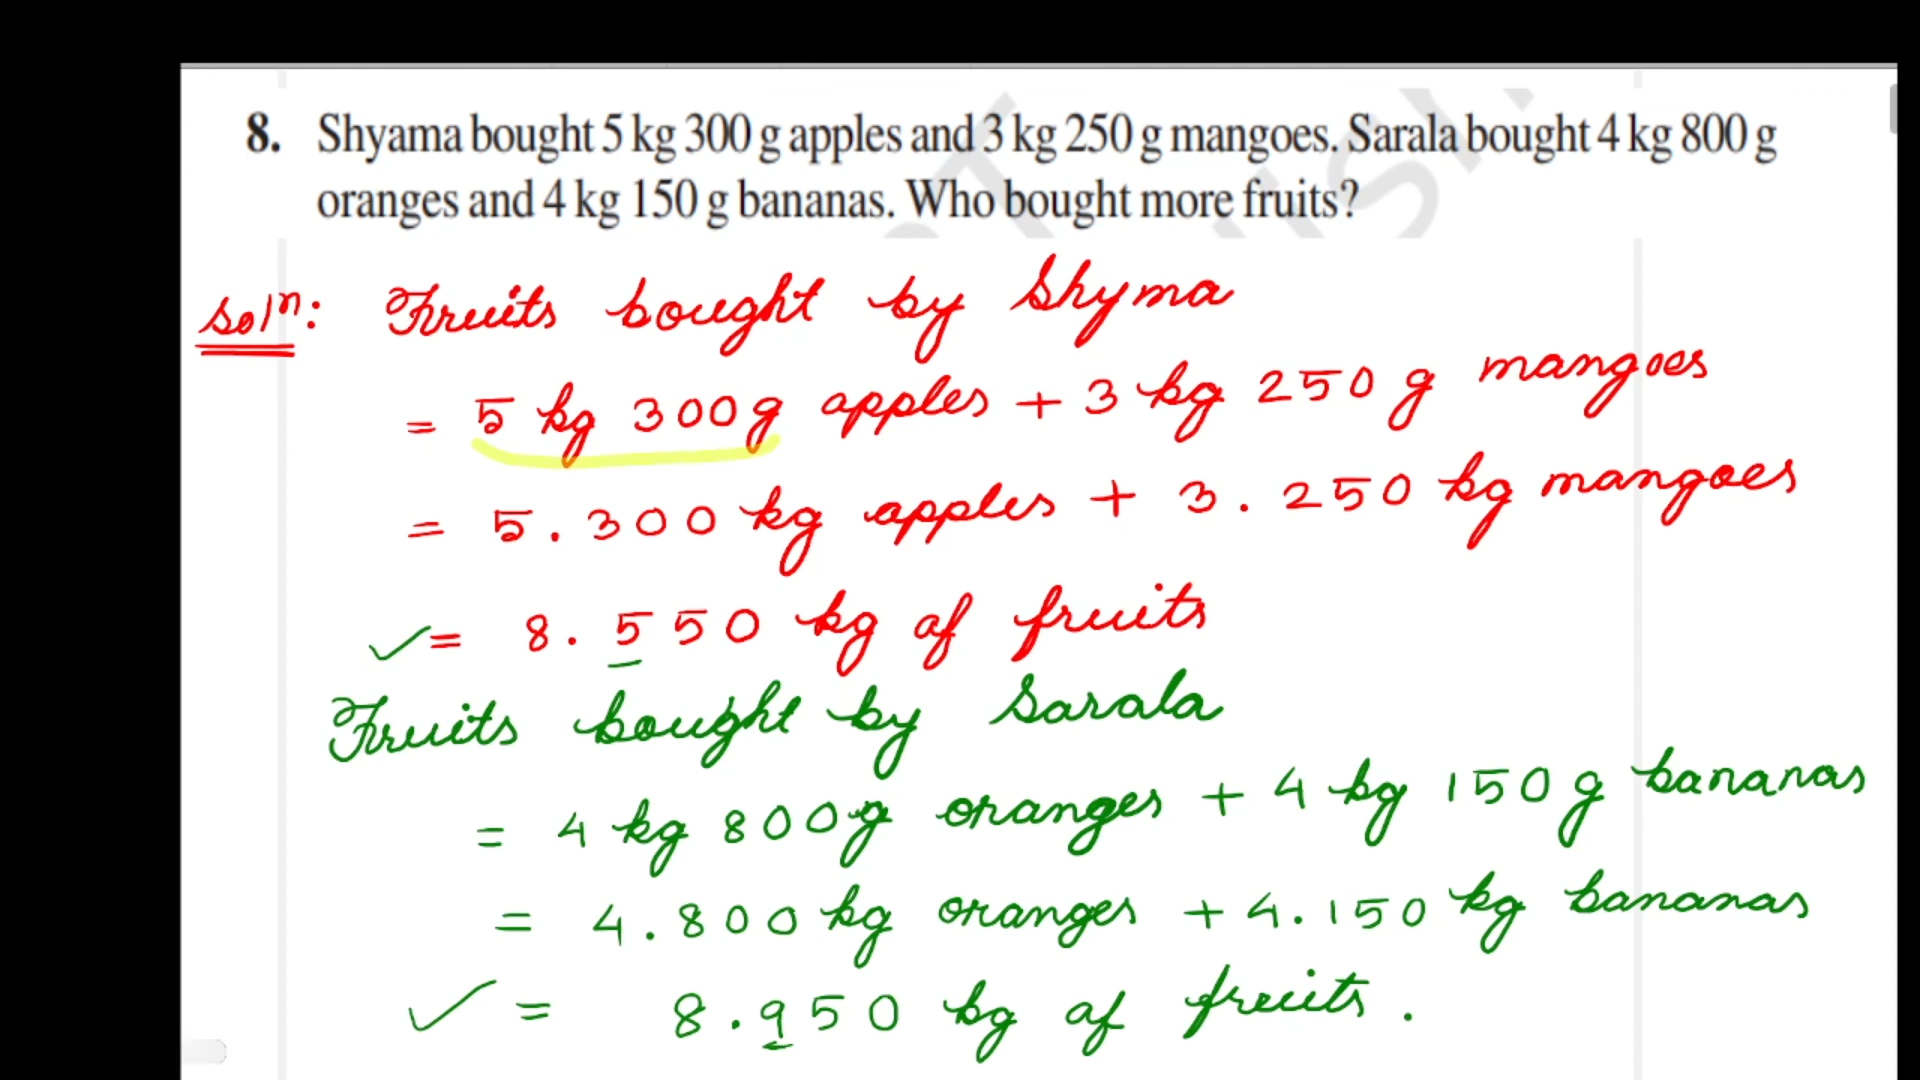 8. Shyama bought 5 kg 300 g apples and 3 kg 250 g mangoes. Sarala bought 4 kg 800 g
oranges and 4 kg 150 g bananas. Who bought more fruits?
Solⁿ: Fruits bought by Shyma
= 5 kg 300g apples + 3 kg 250 g mangoes
= 5.300 kg apples + 3.250 kg mangoes
✓= 8.550 kg of fruits
Fruits bought by Sarala
= 4 kg 800g oranges + 4 kg 150 g bananas
= 4.800 kg oranges + 4.150 kg bananas
✓= 8.950 kg of fruits.